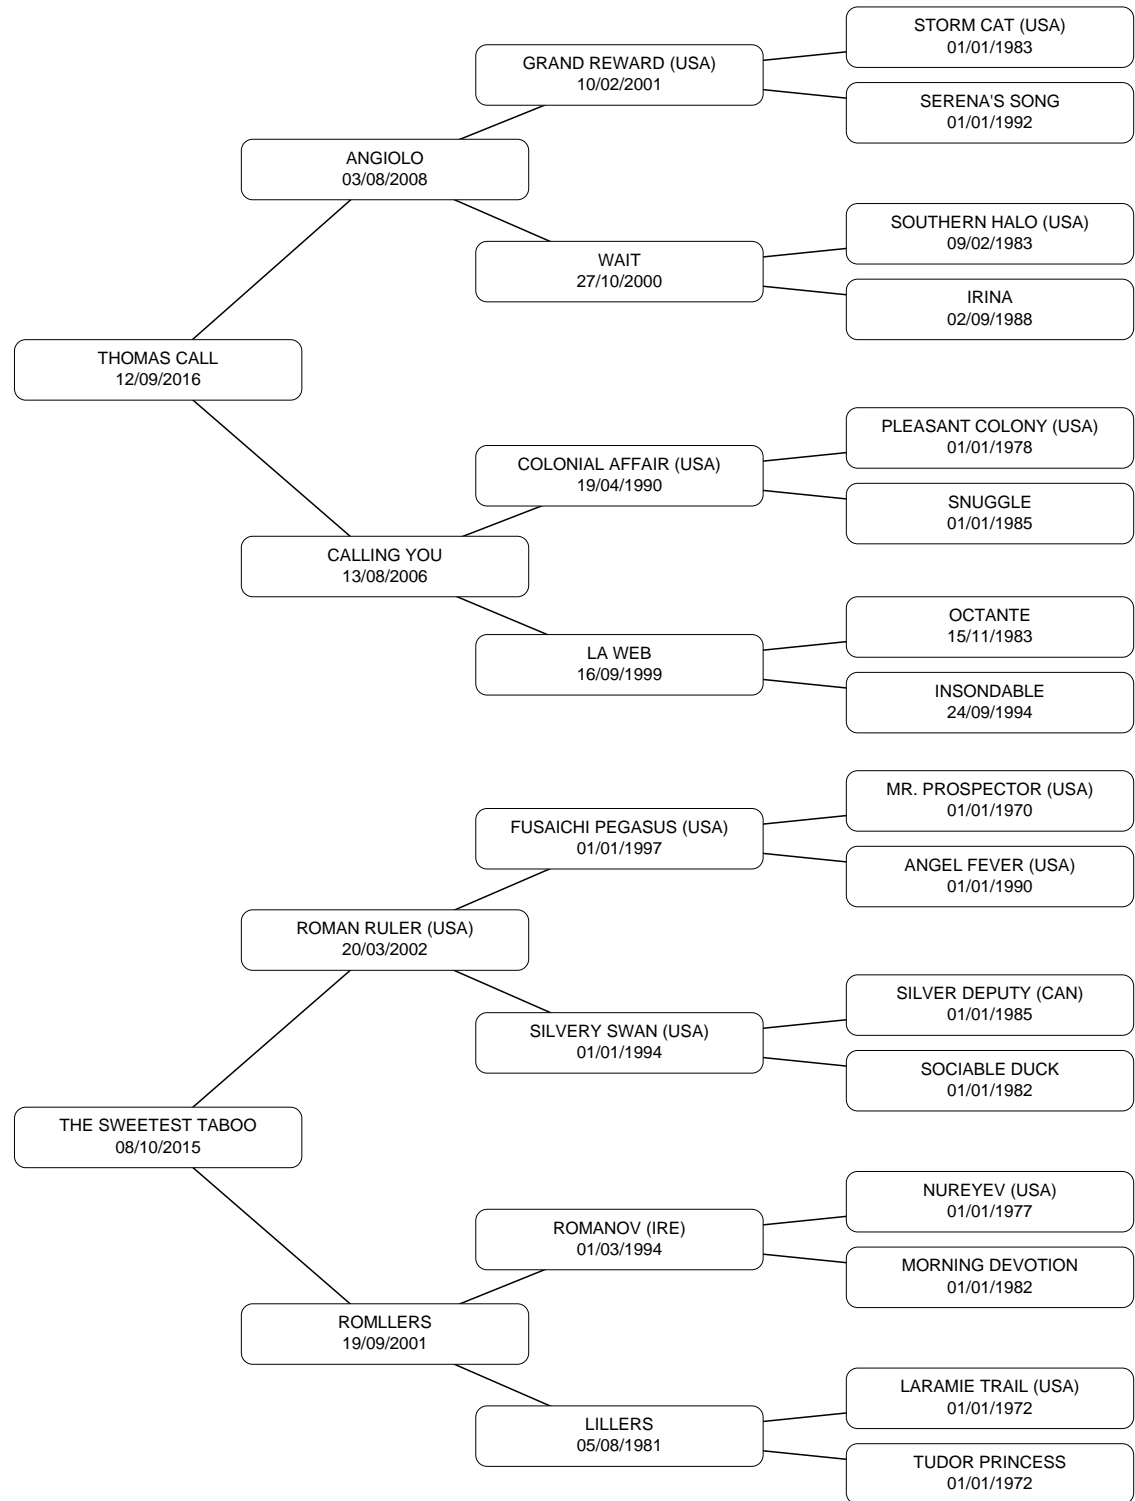 STORM CAT (USA)
01/01/1983
GRAND REWARD (USA)
10/02/2001
SERENA'S SONG
01/01/1992
ANGIOLO
03/08/2008
SOUTHERN HALO (USA)
09/02/1983
WAIT
27/10/2000
IRINA
02/09/1988
THOMAS CALL
12/09/2016
PLEASANT COLONY (USA)
01/01/1978
COLONIAL AFFAIR (USA)
19/04/1990
SNUGGLE
01/01/1985
CALLING YOU
13/08/2006
OCTANTE
15/11/1983
LA WEB
16/09/1999
INSONDABLE
24/09/1994
MR. PROSPECTOR (USA)
01/01/1970
FUSAICHI PEGASUS (USA)
01/01/1997
ANGEL FEVER (USA)
01/01/1990
ROMAN RULER (USA)
20/03/2002
SILVER DEPUTY (CAN)
01/01/1985
SILVERY SWAN (USA)
01/01/1994
SOCIABLE DUCK
01/01/1982
THE SWEETEST TABOO
08/10/2015
NUREYEV (USA)
01/01/1977
ROMANOV (IRE)
01/03/1994
MORNING DEVOTION
01/01/1982
ROMLLERS
19/09/2001
LARAMIE TRAIL (USA)
01/01/1972
LILLERS
05/08/1981
TUDOR PRINCESS
01/01/1972